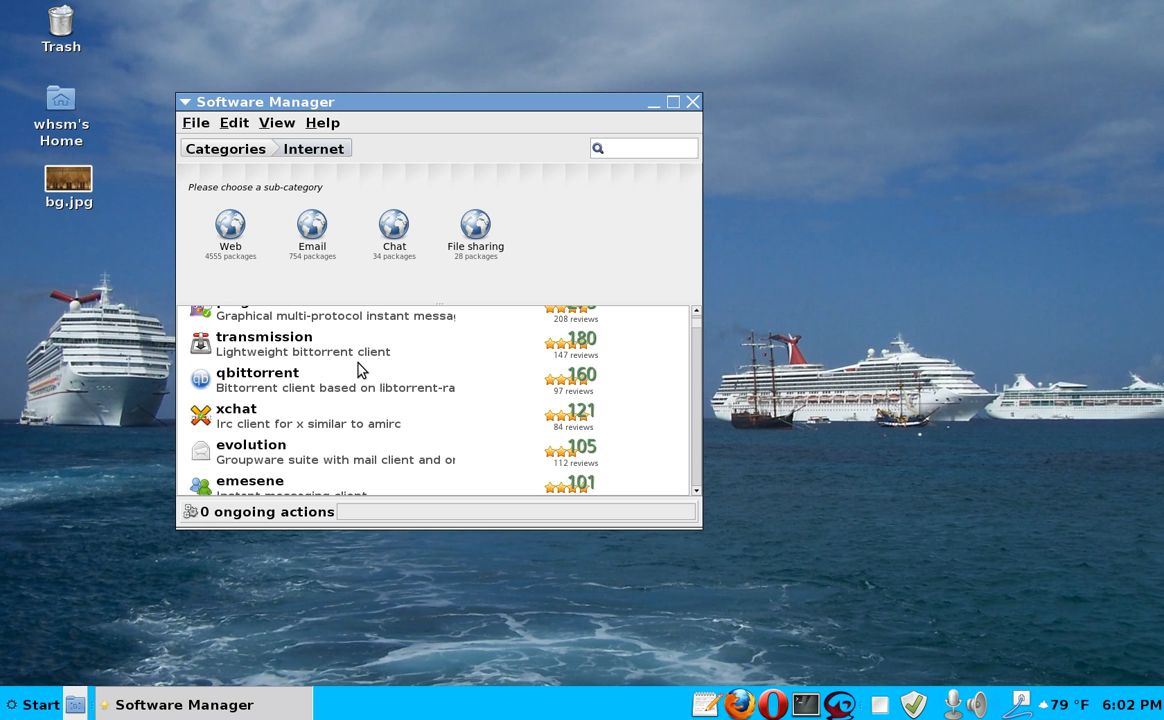 Trash
whsm's
Home
bg.jpg
Software Manager
File Edit View Help
Categories Internet
Please choose a sub-category
Web
4555 packages
Email
754 packages
Chat
34 packages
File sharing
28 packages
Graphical multi-protocol instant messa
208 reviews
transmission
Lightweight bittorrent client
180
147 reviews
qbittorrent
Bittorrent client based on libtorrent-ra
160
97 reviews
xchat
Irc client for x similar to amirc
121
84 reviews
evolution
Groupware suite with mail client and or
105
112 reviews
emesene
Instant messaging client
101
0 ongoing actions
Start
Software Manager
79 °F
6:02 PM